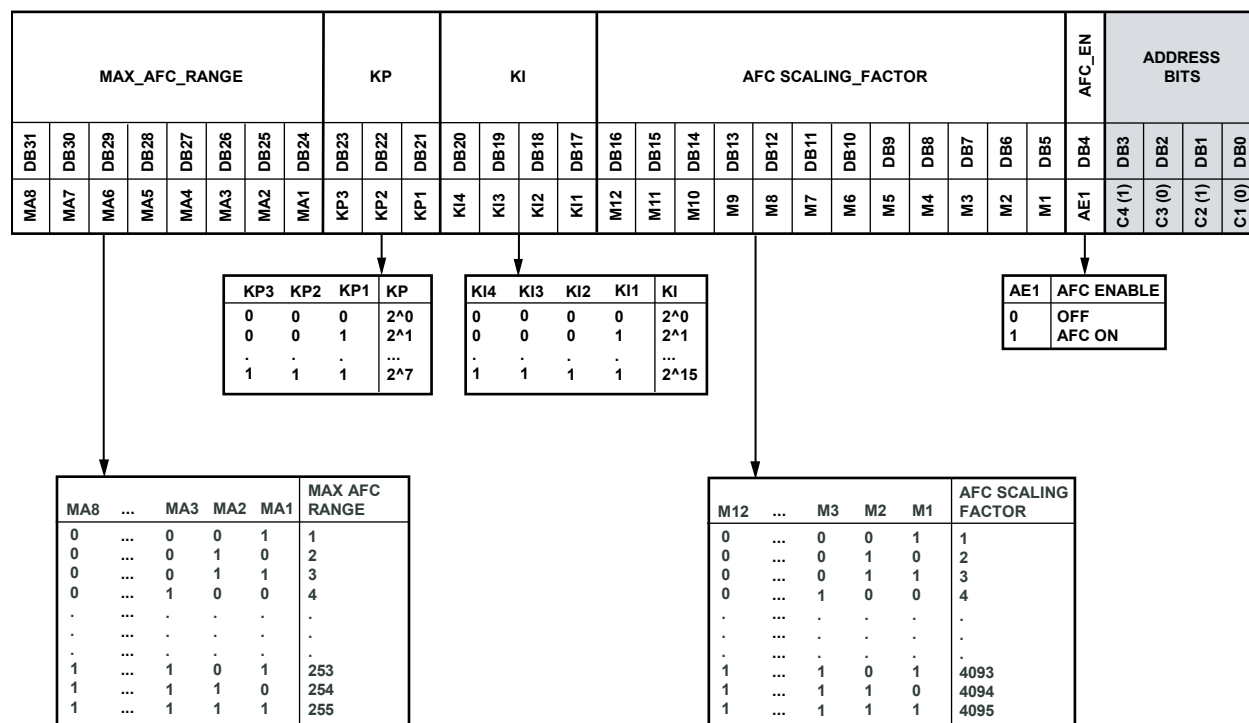 MAX_AFC_RANGE KP KI AFC SCALING_FACTOR AFC_EN ADDRESS
BITS
DB31 DB30 DB29 DB28 DB27 DB26 DB25 DB24 DB23 DB22 DB21 DB20 DB19 DB18 DB17 DB16 DB15 DB14 DB13 DB12 DB11 DB10 DB9 DB8 DB7 DB6 DB5 DB4 DB3 DB2 DB1 DB0
MA8 MA7 MA6 MA5 MA4 MA3 MA2 MA1 KP3 KP2 KP1 KI4 KI3 KI2 KI1 M12 M11 M10 M9 M8 M7 M6 M5 M4 M3 M2 M1 AE1 C4 (1) C3 (0) C2 (1) C1 (0)
KP3 KP2 KP1 KP
0 0 0 2^0
0 0 1 2^1
. . . ...
1 1 1 2^7
KI4 KI3 KI2 KI1 KI
0 0 0 0 2^0
0 0 0 1 2^1
. . . . ...
1 1 1 1 2^15
AE1 AFC ENABLE
0 OFF
1 AFC ON
MA8 ... MA3 MA2 MA1 MAX AFC
RANGE
0 ... 0 0 1 1
0 ... 0 1 0 2
0 ... 0 1 1 3
0 ... 1 0 0 4
. ... . . . .
. ... . . . .
. ... . . . .
1 ... 1 0 1 253
1 ... 1 1 0 254
1 ... 1 1 1 255
M12 ... M3 M2 M1 AFC SCALING
FACTOR
0 ... 0 0 1 1
0 ... 0 1 0 2
0 ... 0 1 1 3
0 ... 1 0 0 4
. ... . . . .
. ... . . . .
. ... . . . .
1 ... 1 0 1 4093
1 ... 1 1 0 4094
1 ... 1 1 1 4095